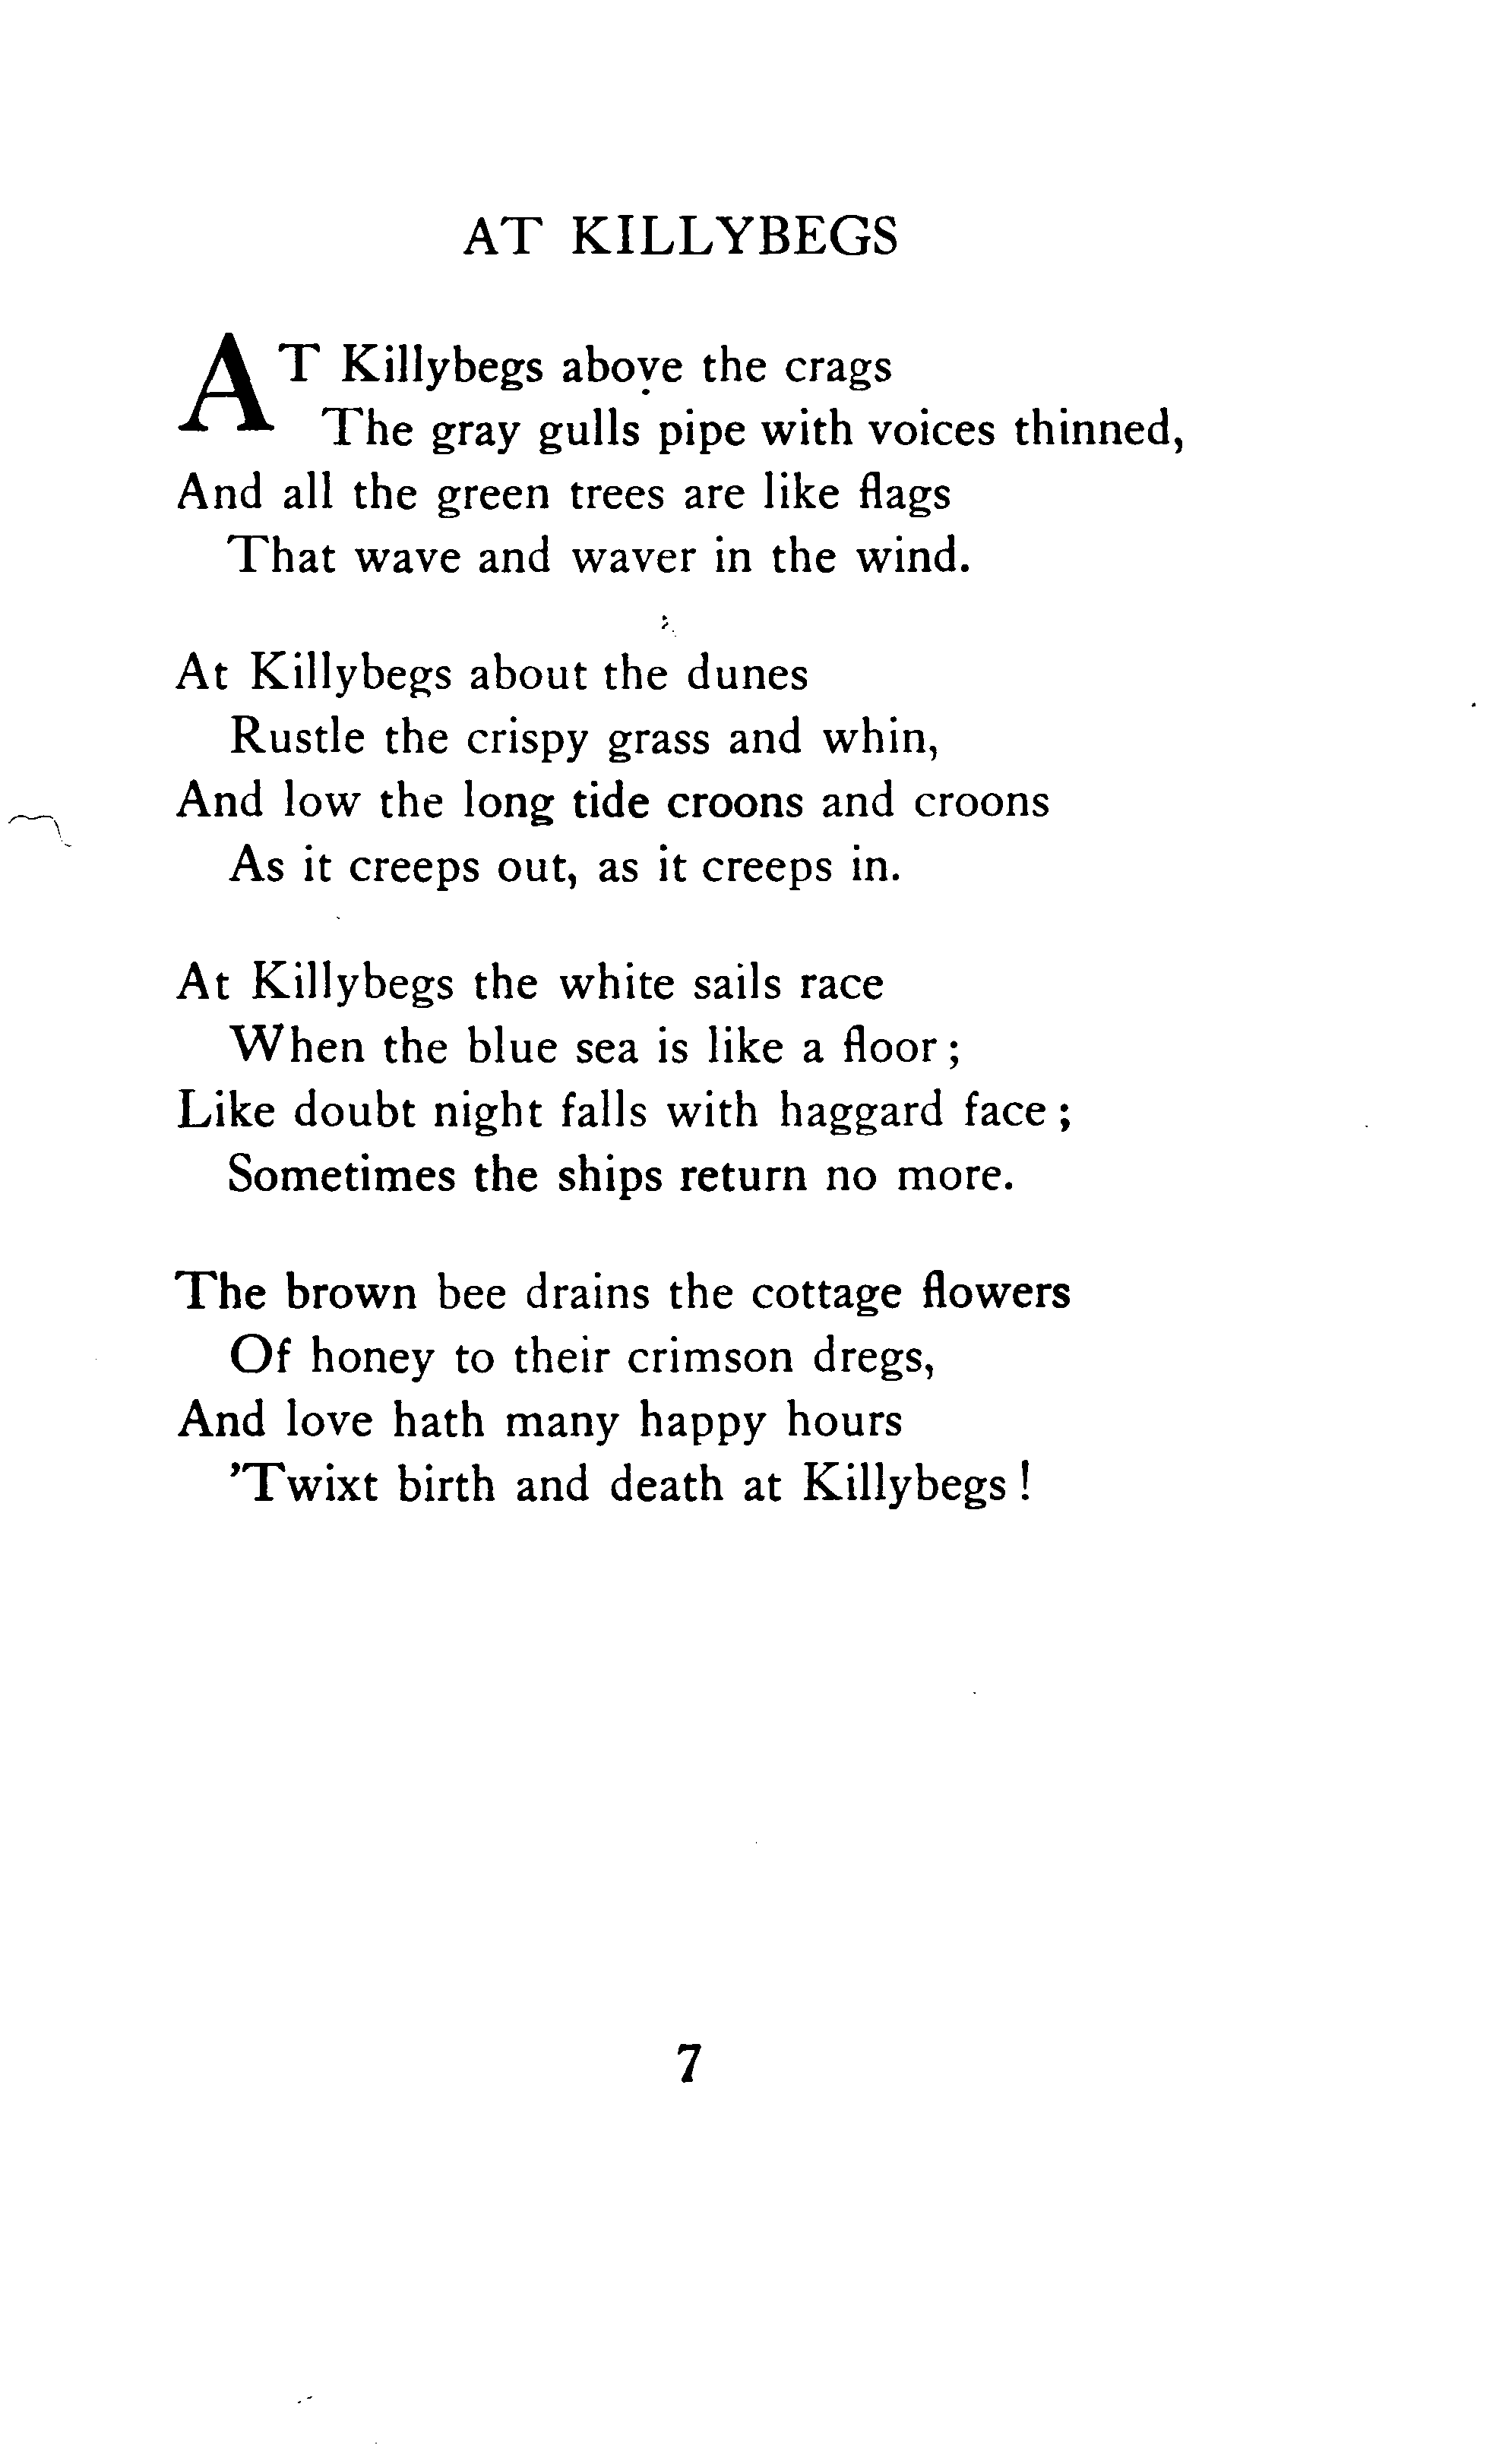 AT KILLYBEGS
AT Killybegs above the crags
The gray gulls pipe with voices thinned,
And all the green trees are like flags
That wave and waver in the wind.
At Killybegs about the dunes
Rustle the crispy grass and whin,
And low the long tide croons and croons
As it creeps out, as it creeps in.
At Killybegs the white sails race
When the blue sea is like a floor;
Like doubt night falls with haggard face;
Sometimes the ships return no more.
The brown bee drains the cottage flowers
Of honey to their crimson dregs,
And love hath many happy hours
’Twixt birth and death at Killybegs!
7